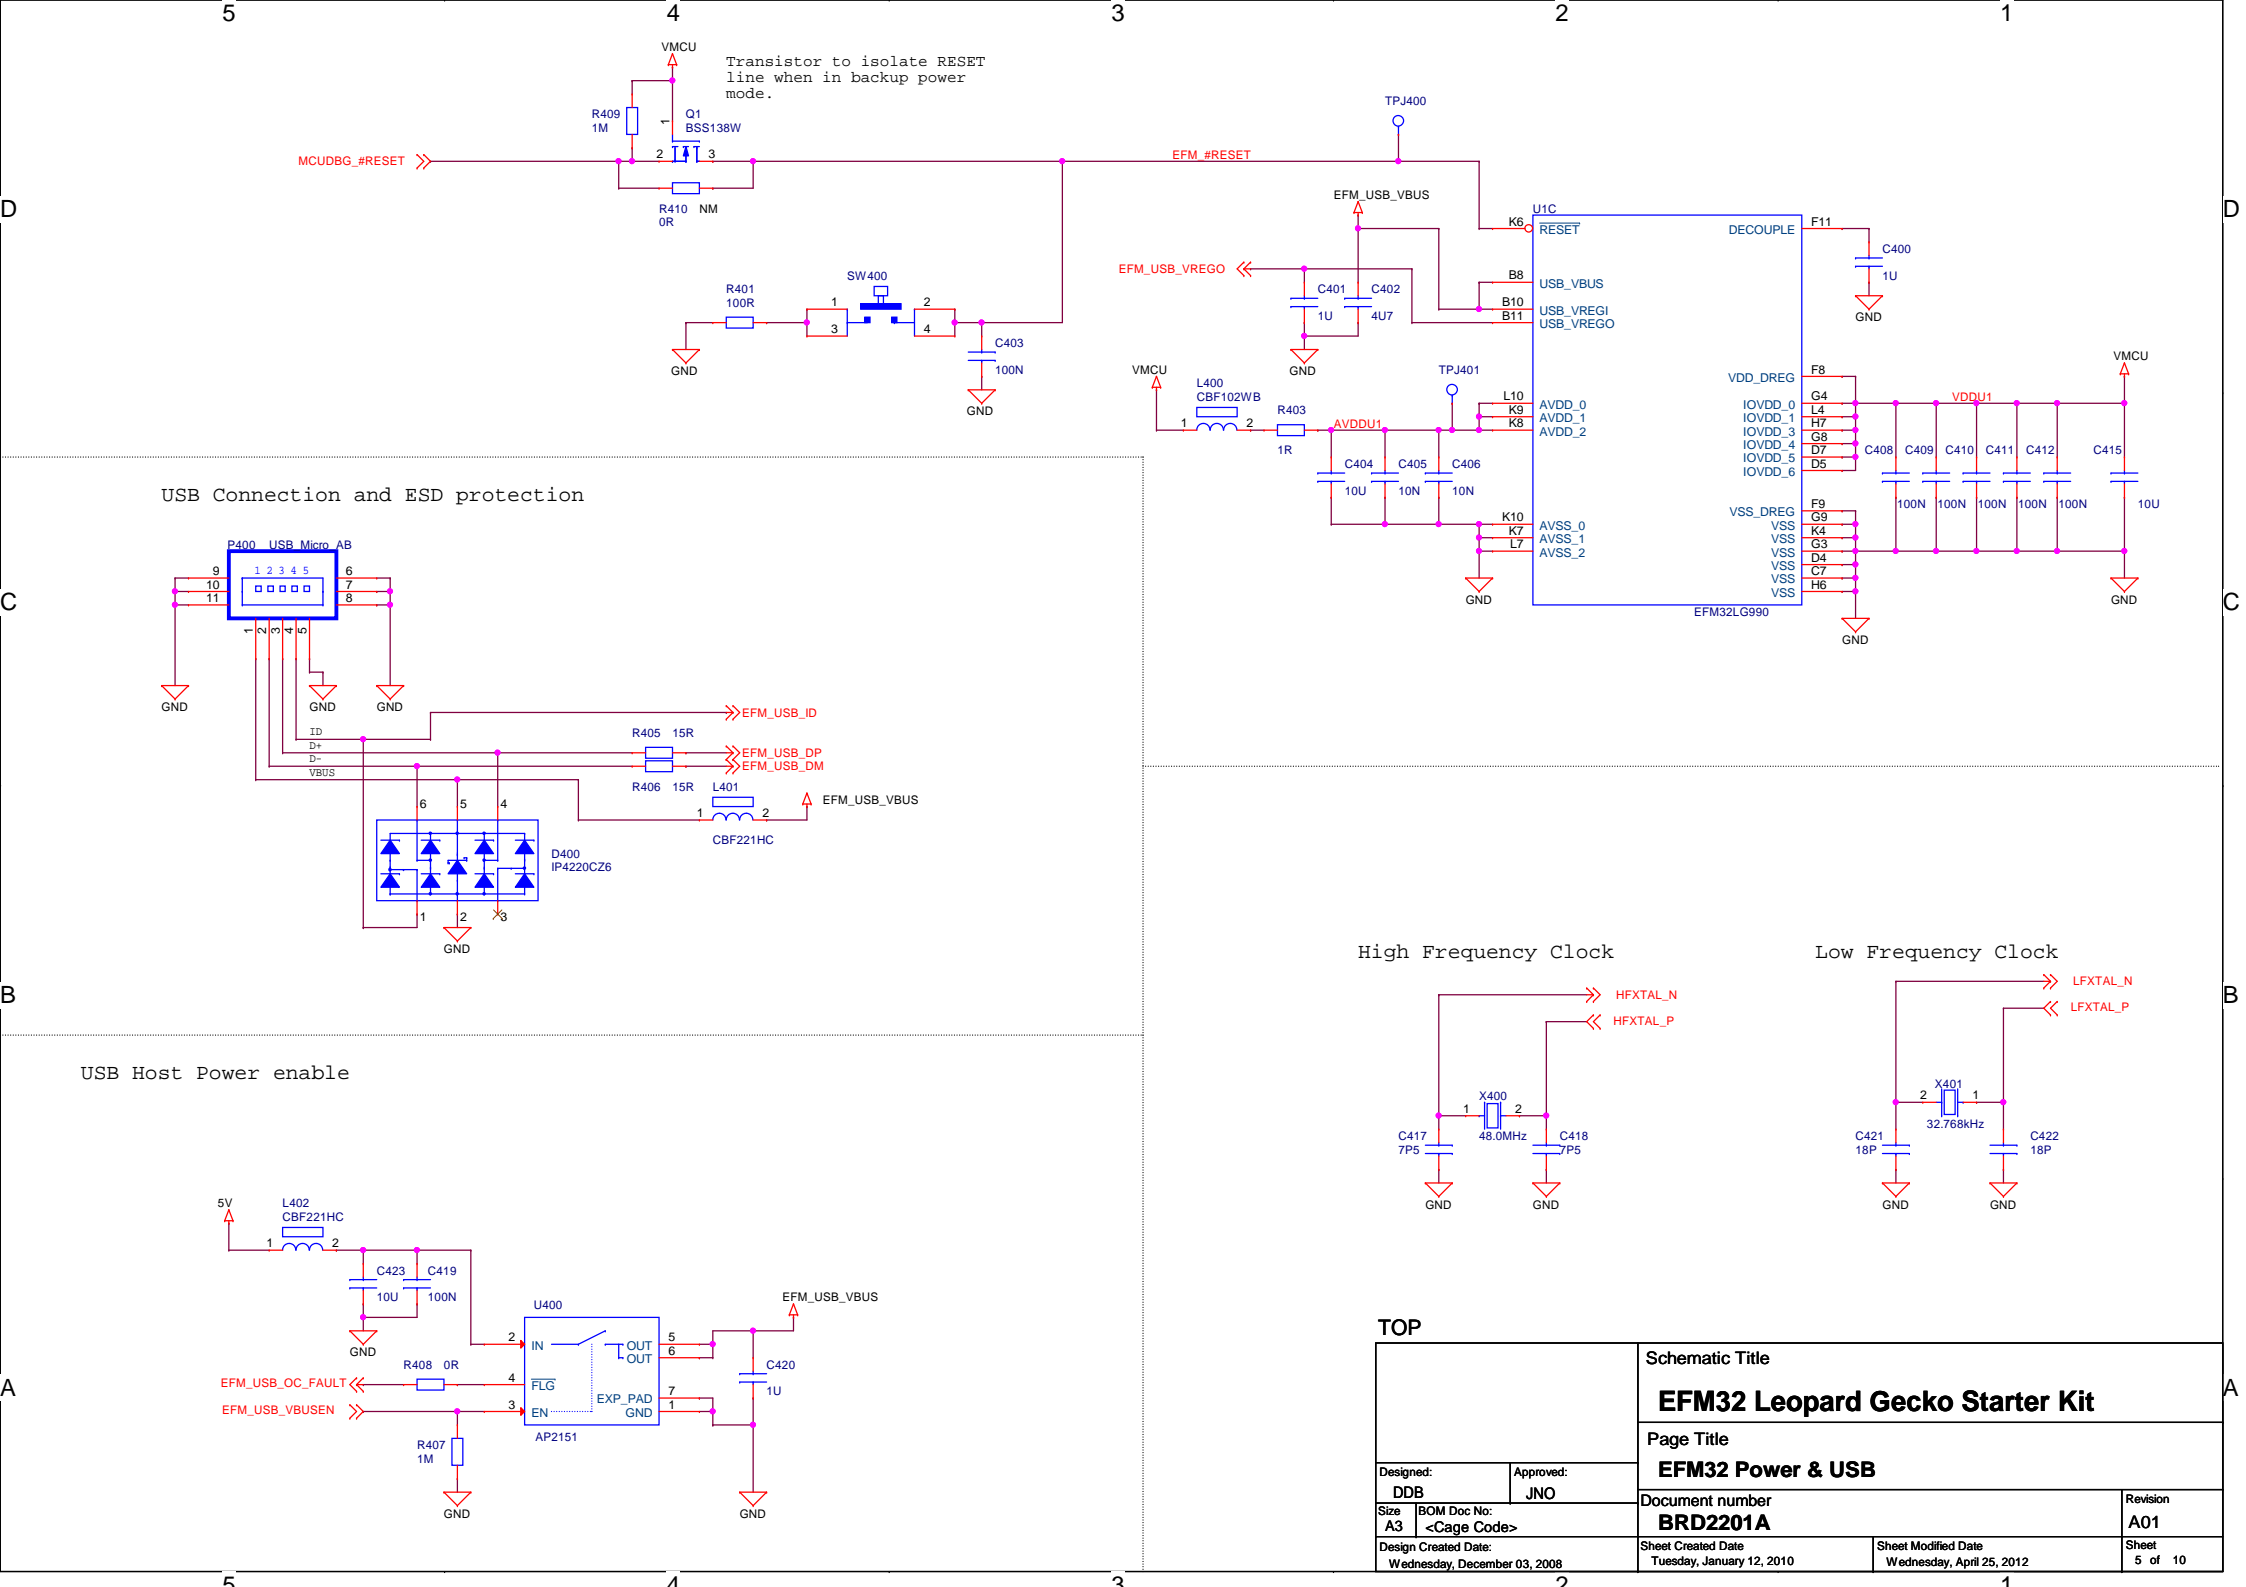 5 4 3 2 1
D
D
C
C
B
B
A
A
VMCU
Transistor to isolate RESET
line when in backup power
mode.
R409
1M
1
Q1
BSS138W
MCUDBG_#RESET
2 3
R410 NM
0R
EFM_#RESET
TPJ400
R401
100R
SW400
1 2
3 4
GND
C403
100N
GND
EFM_USB_VBUS
EFM_USB_VREGO
C401
1U
C402
4U7
GND
VMCU
L400
CBF102WB
1 2
R403
1R
AVDDU1
TPJ401
C404
10U
C405
10N
C406
10N
GND
U1C
K6 RESET
B8 USB_VBUS
B10 USB_VREGI
B11 USB_VREGO
L10 AVDD_0
K9 AVDD_1
K8 AVDD_2
K10 AVSS_0
K7 AVSS_1
L7 AVSS_2
DECOUPLE F11
VDD_DREG F8
IOVDD_0 G4
IOVDD_1 L4
IOVDD_3 H7
IOVDD_4 G8
IOVDD_5 D7
IOVDD_6 D5
VSS_DREG F9
VSS G9
VSS K4
VSS G3
VSS D4
VSS C7
VSS H6
EFM32LG990
C400
1U
GND
VMCU
VDDU1
C408 C409 C410 C411 C412 C415
100N 100N 100N 100N 100N 10U
GND
GND
USB Connection and ESD protection
P400 USB Micro AB
1 2 3 4 5
9 6
10 7
11 8
1 2 3 4 5
GND GND GND
ID
D+
D-
VBUS
EFM_USB_ID
R405 15R
EFM_USB_DP
EFM_USB_DM
R406 15R
L401
1 2
CBF221HC
EFM_USB_VBUS
6 5 4
D400
IP4220CZ6
1 2 3
GND
High Frequency Clock
HFXTAL_N
HFXTAL_P
X400
1 2
48.0MHz
C417
7P5
C418
7P5
GND GND
Low Frequency Clock
LFXTAL_N
LFXTAL_P
X401
2 1
32.768kHz
C421
18P
C422
18P
GND GND
USB Host Power enable
5V
L402
CBF221HC
1 2
C423
10U
C419
100N
GND
U400
2 IN
4 FLG
3 EN
OUT 5
OUT 6
EXP_PAD 7
GND 1
AP2151
R408 0R
EFM_USB_OC_FAULT
EFM_USB_VBUSEN
R407
1M
GND
EFM_USB_VBUS
C420
1U
GND
TOP
Schematic Title
EFM32 Leopard Gecko Starter Kit
Page Title
EFM32 Power & USB
Designed:
DDB
Approved:
JNO
Size
A3
BOM Doc No:
<Cage Code>
Document number
BRD2201A
Revision
A01
Design Created Date:
Wednesday, December 03, 2008
Sheet Created Date
Tuesday, January 12, 2010
Sheet Modified Date
Wednesday, April 25, 2012
Sheet
5 of 10
5 4 3 2 1